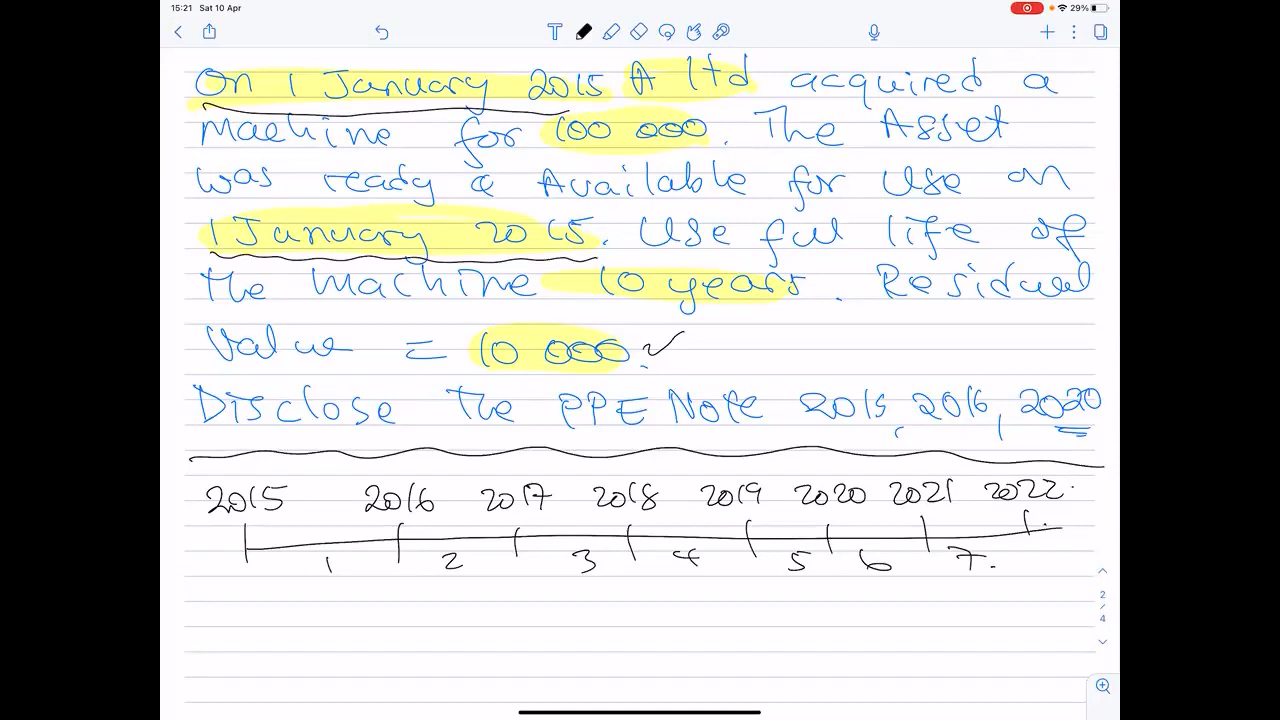 15:21 Sat 10 Apr 29%
On 1 January 2015 A ltd acquired a
Machine for 100 000. The Asset
was ready & Available for use on
1 January 2015. Useful life of
the machine 10 years. Residual
Value = 10 000. ✓
Disclose the PPE Note 2015, 2016, 2020
2015 2016 2017 2018 2019 2020 2021 2022.
1 2 3 4 5 6 7.
2
/
4